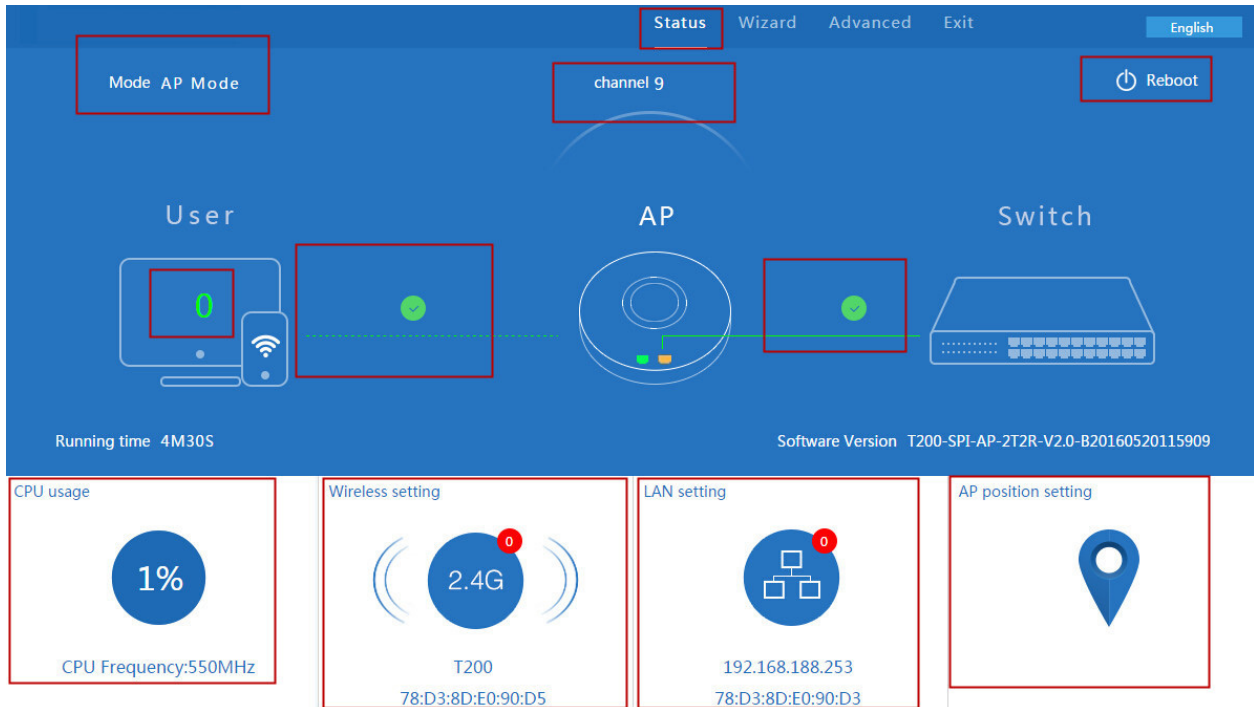 Status Wizard Advanced Exit English
Mode AP Mode
channel 9
Reboot
User AP Switch
0
Running time 4M30S
Software Version T200-SPI-AP-2T2R-V2.0-B20160520115909
CPU usage
1%
CPU Frequency:550MHz
Wireless setting
0
2.4G
T200
78:D3:8D:E0:90:D5
LAN setting
0
192.168.188.253
78:D3:8D:E0:90:D3
AP position setting